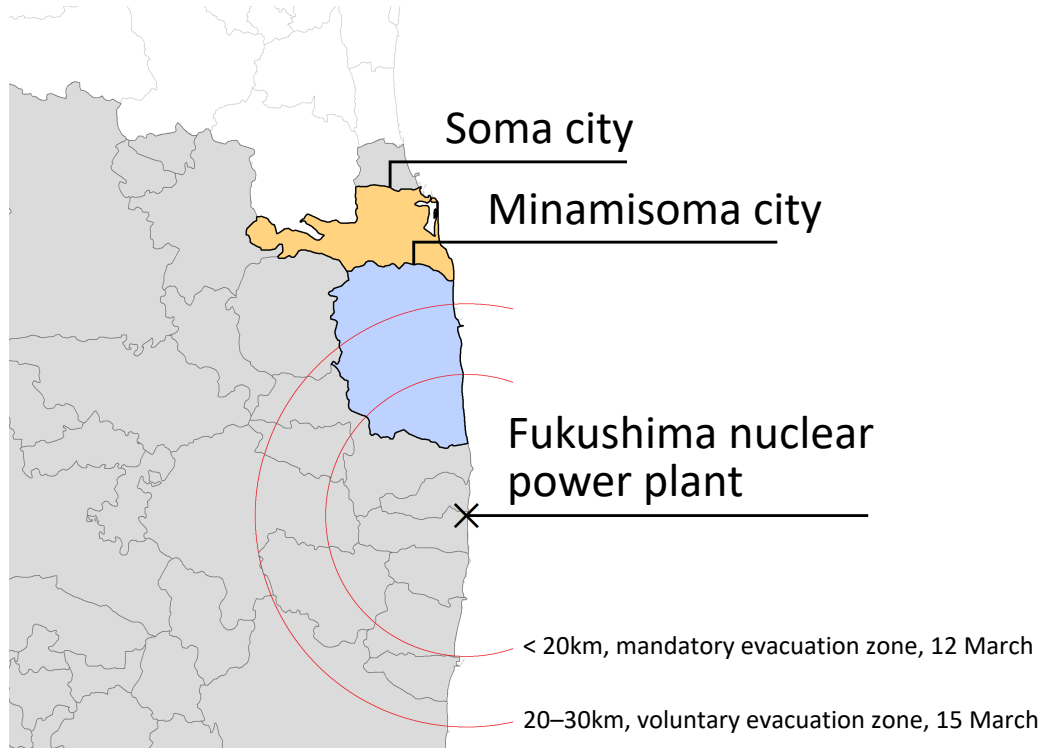 Soma city
Minamisoma city
Fukushima nuclear
power plant
< 20km, mandatory evacuation zone, 12 March
20–30km, voluntary evacuation zone, 15 March